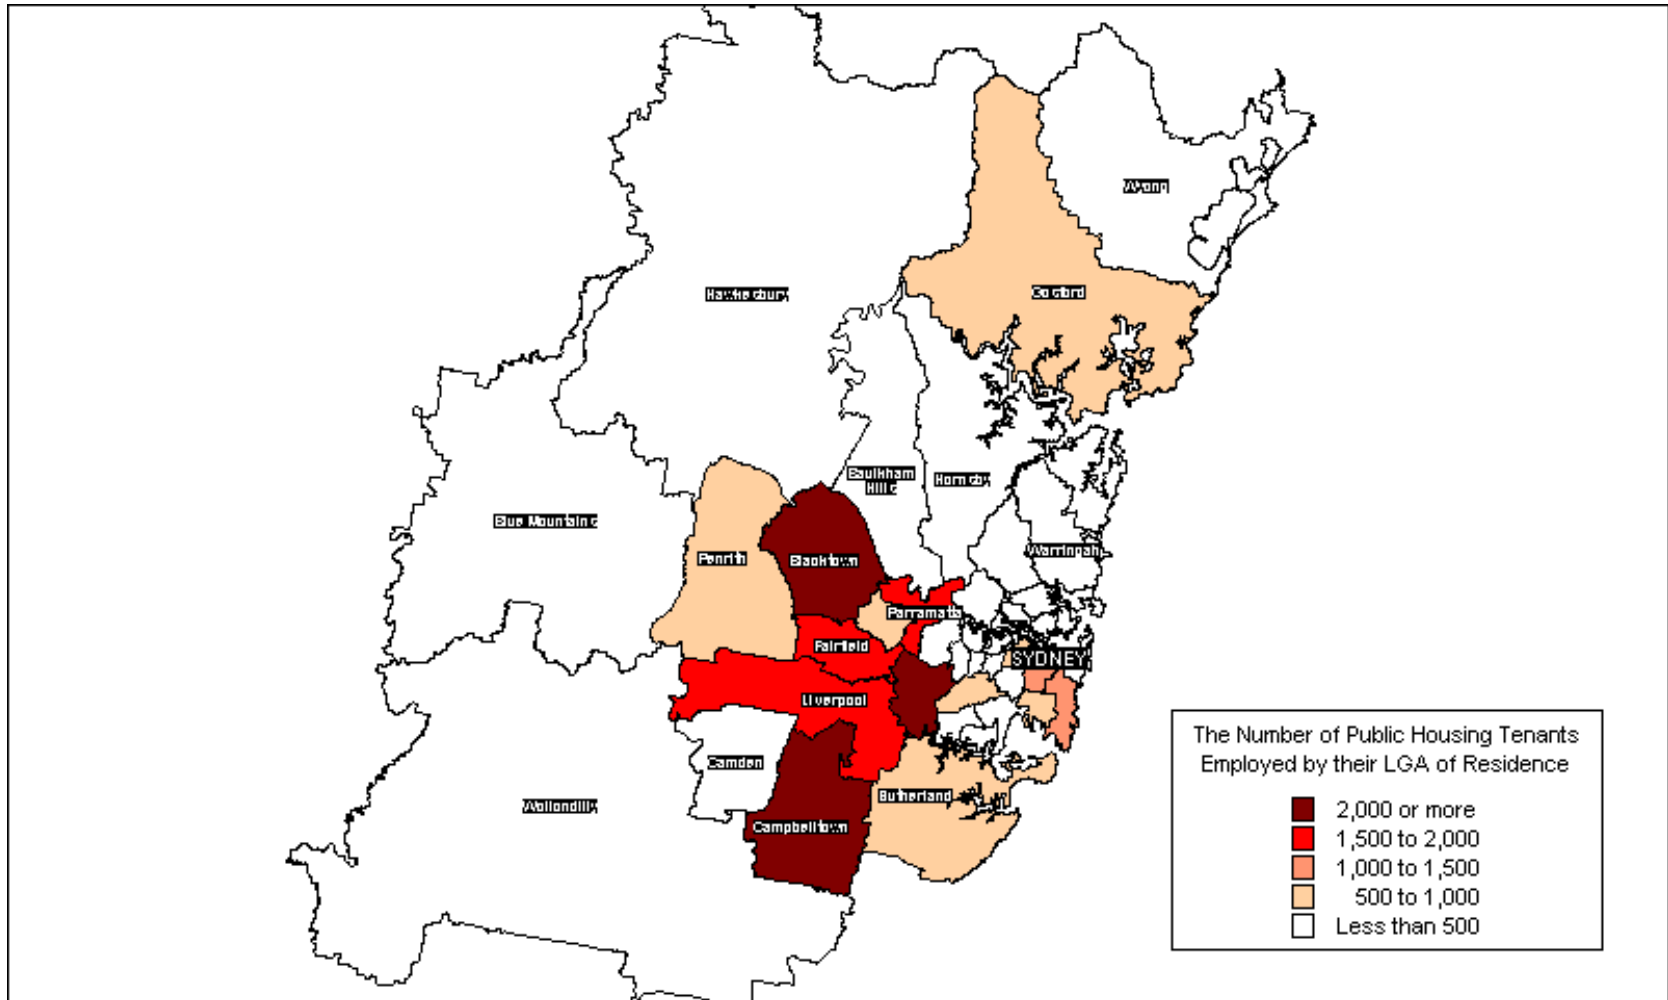 Wyong
Gosford
Hawkesbury
Baulkham
Hills
Hornsby
Blue Mountains
Warringah
Penrith
Blacktown
Parramatta
Fairfield
SYDNEY
Liverpool
Camden
Sutherland
Wollondilly
Campbelltown
The Number of Public Housing Tenants
Employed by their LGA of Residence
2,000 or more
1,500 to 2,000
1,000 to 1,500
500 to 1,000
Less than 500